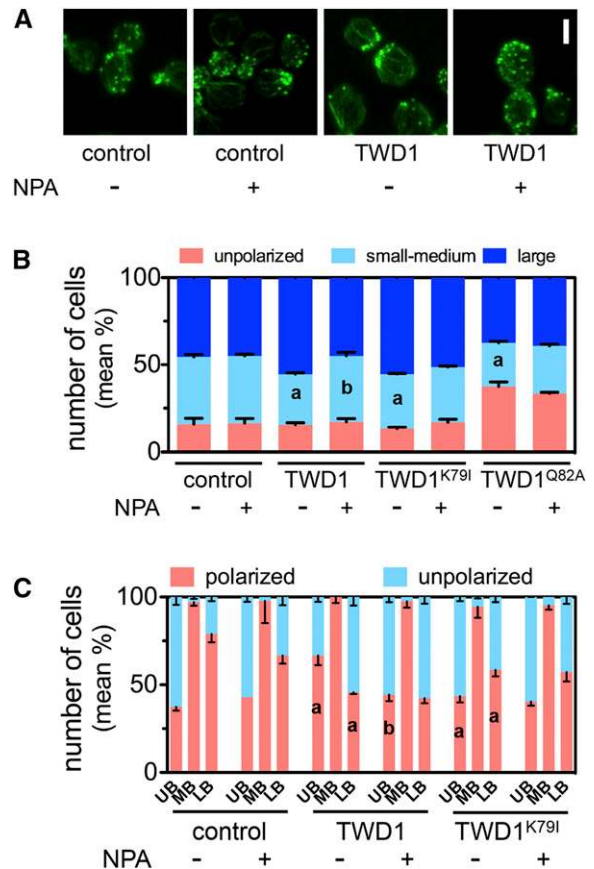 A
control control TWD1 TWD1
NPA - + - +
B
unpolarized small-medium large
number of cells
(mean %)
100
50
0
a b a a
control TWD1 TWD1K79I TWD1Q82A
NPA - + - + - + - +
C
polarized unpolarized
number of cells
(mean %)
100
50
0
a a b a a
UB MB LB UB MB LB UB MB LB UB MB LB UB MB LB UB MB LB
control TWD1 TWD1K79I
NPA - + - + - +